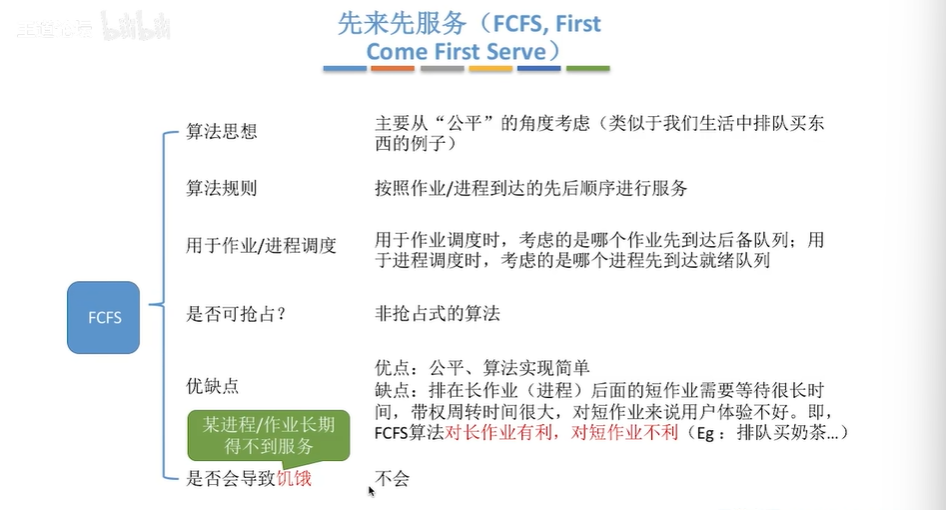 先来先服务（FCFS, First
Come First Serve）
算法思想
主要从“公平”的角度考虑（类似于我们生活中排队买东
西的例子）
算法规则
按照作业/进程到达的先后顺序进行服务
用于作业/进程调度
用于作业调度时，考虑的是哪个作业先到达后备队列；用
于进程调度时，考虑的是哪个进程先到达就绪队列
FCFS
是否可抢占？
非抢占式的算法
优缺点
优点：公平、算法实现简单
缺点：排在长作业（进程）后面的短作业需要等待很长时
间，带权周转时间很大，对短作业来说用户体验不好。即，
FCFS算法对长作业有利，对短作业不利（Eg：排队买奶茶…）
某进程/作业长期
得不到服务
是否会导致饥饿
不会